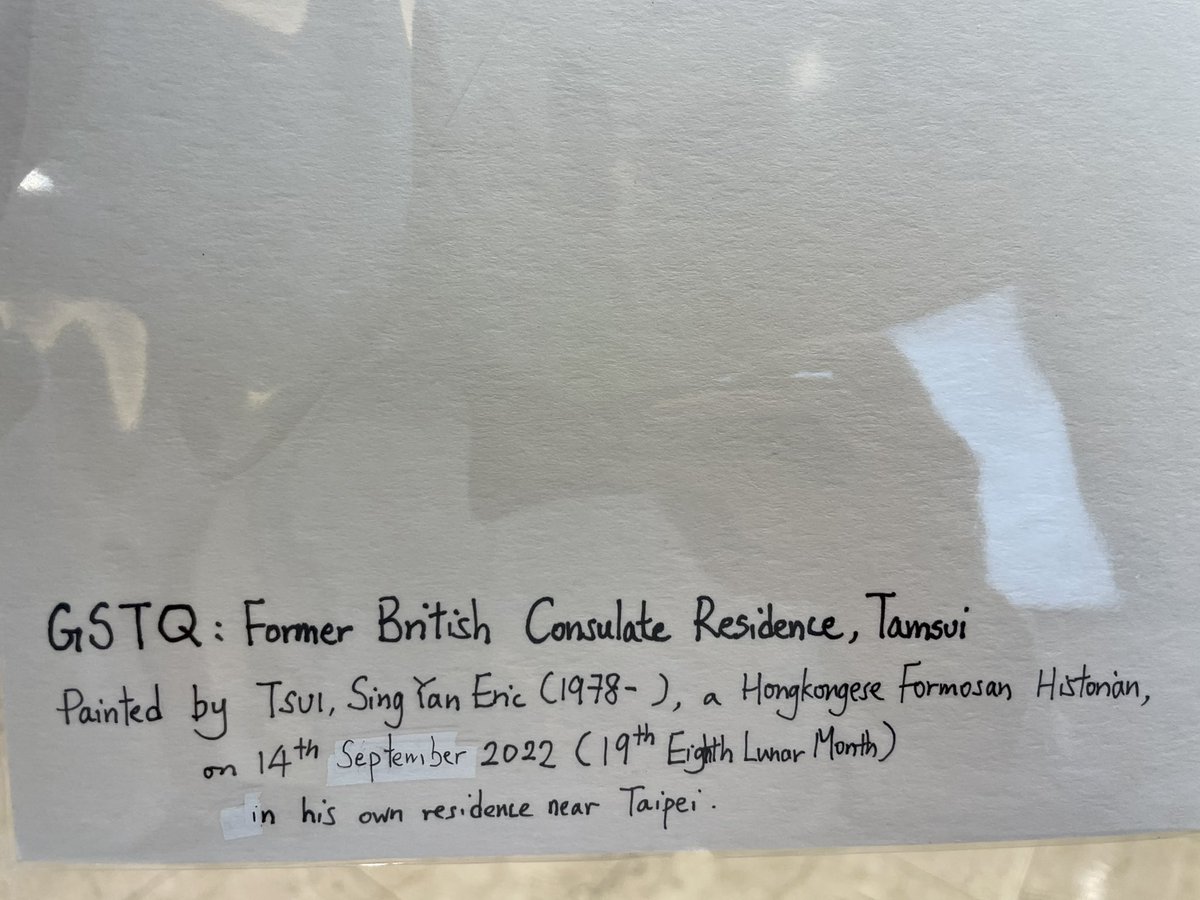 GSTQ: Former British Consulate Residence, Tamsui
Painted by TSUI, Sing Yan Eric (1978- ), a Hongkongese Formosan Historian,
on 14th September 2022 (19th Eighth Lunar Month)
in his own residence near Taipei.